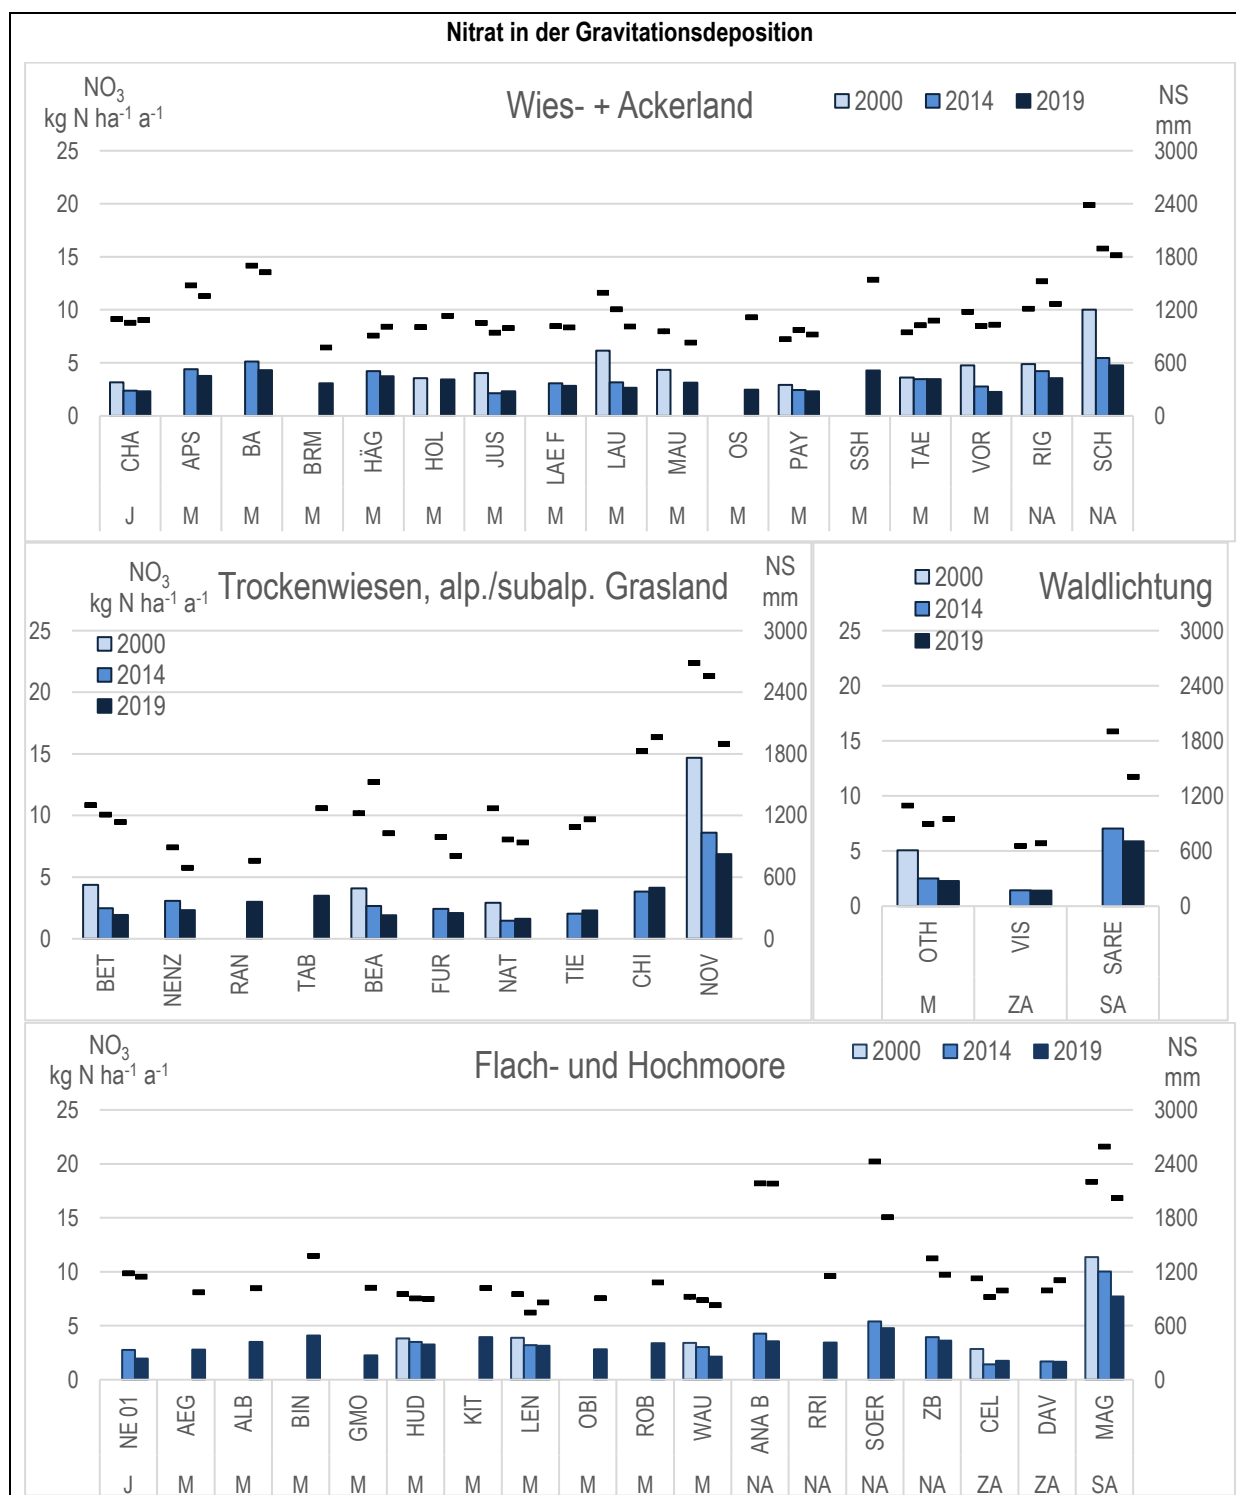 Nitrat in der Gravitationsdeposition
NO3
kg N ha-1 a-1
Wies- + Ackerland
2000 2014 2019
NS
mm
25 3000
20 2400
15 1800
10 1200
5 600
0 0
CHA APS BA BRM HÄG HOL JUS LAE F LAU MAU OS PAY SSH TAE VOR RIG SCH
J M M M M M M M M M M M M M M NA NA
NO3
kg N ha-1 a-1
Trockenwiesen, alp./subalp. Grasland
NS
mm
2000
2014
2019
25 3000
20 2400
15 1800
10 1200
5 600
0 0
BET NENZ RAN TAB BEA FUR NAT TIE CHI NOV
2000
2014
2019
Waldlichtung
25 3000
20 2400
15 1800
10 1200
5 600
0 0
OTH VIS SARE
M ZA SA
NO3
kg N ha-1 a-1
Flach- und Hochmoore
2000 2014 2019
NS
mm
25 3000
20 2400
15 1800
10 1200
5 600
0 0
NE 01 AEG ALB BIN GMO HUD KIT LEN OBI ROB WAU ANA B RRI SOER ZB CEL DAV MAG
J M M M M M M M M M M NA NA NA NA ZA ZA SA